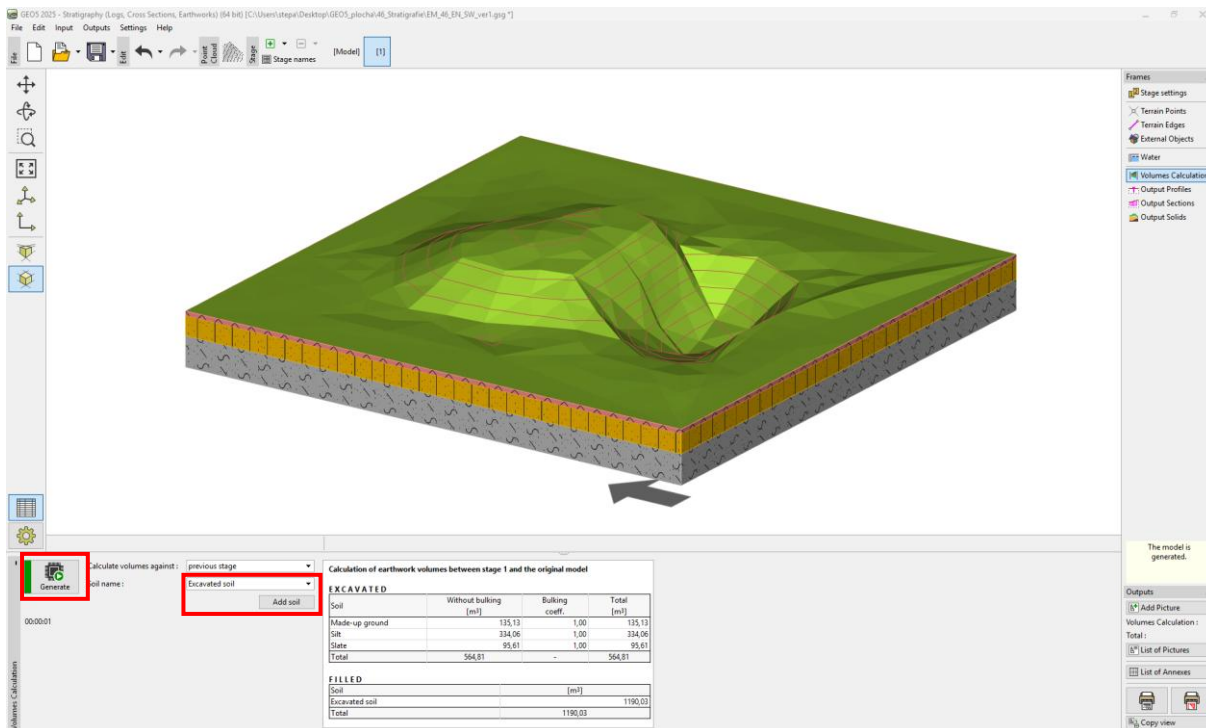 GEO5 2025 - Stratigraphy (Logs, Cross Sections, Earthworks) (64 bit) [C:\Users\stepa\Desktop\GEO5_plocha\46_Stratigrafie\EM_46_EN_SW_ver1.gsg *]
File Edit Input Outputs Settings Help
File
Edit
Point Cloud
Stage
Stage names
[Model]
[1]
Frames
Stage settings
Terrain Points
Terrain Edges
External Objects
Water
Volumes Calculation
Output Profiles
Output Sections
Output Solids
The model is generated.
Volumes Calculation
Generate
00:00:01
Calculate volumes against : previous stage
Soil name : Excavated soil
Add soil
Calculation of earthwork volumes between stage 1 and the original model
EXCAVATED
Soil Without bulking [m³] Bulking coeff. Total [m³]
Made-up ground 135,13 1,00 135,13
Silt 334,06 1,00 334,06
Slate 95,61 1,00 95,61
Total 564,81 - 564,81
FILLED
Soil [m³]
Excavated soil 1190,03
Total 1190,03
Outputs
Add Picture
Volumes Calculation :
Total :
List of Pictures
List of Annexes
Copy view